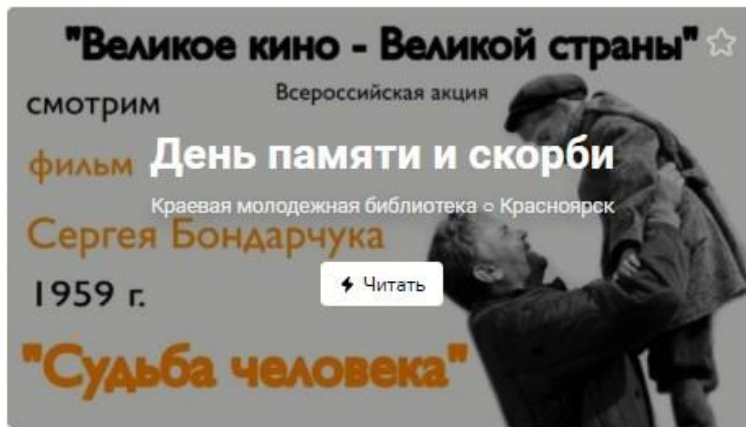 "Великое кино - Великой страны"
Всероссийская акция
смотрим
День памяти и скорби
фильм
Краевая молодежная библиотека ○ Красноярск
Сергея Бондарчука
Читать
1959 г.
"Судьба человека"